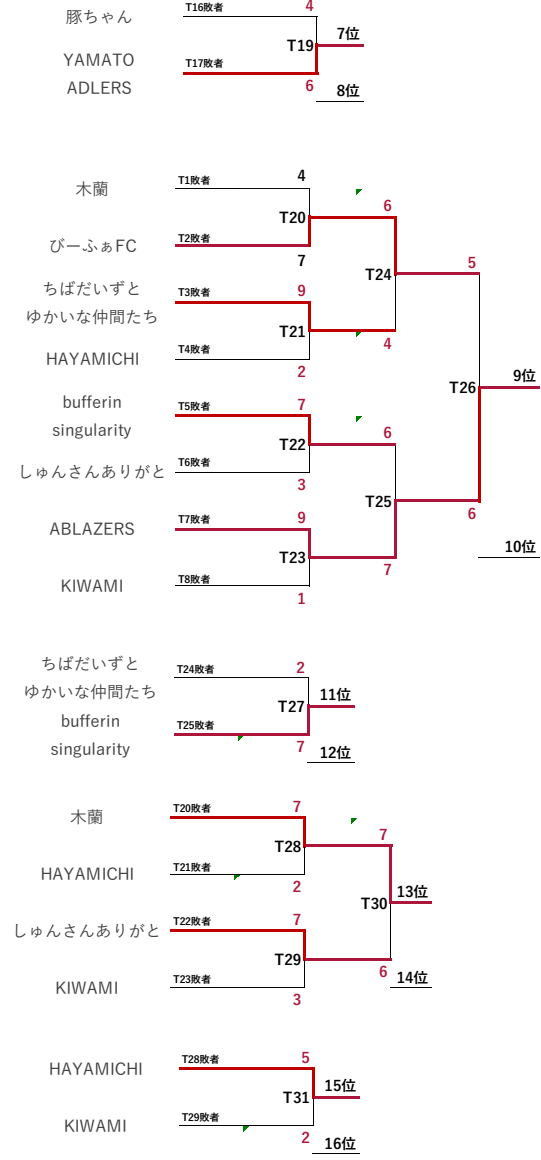 豚ちゃん
T16敗者
4
T19
7位
YAMATO
ADLERS
T17敗者
6
8位
木蘭
T1敗者
4
T20
6
びーふぁFC
T2敗者
7
T24
5
ちばだいずと
ゆかいな仲間たち
T3敗者
9
T21
4
HAYAMICHI
T4敗者
2
T26
9位
bufferin
singularity
T5敗者
7
T22
6
しゅんさんありがと
T6敗者
3
T25
6
ABLAZERS
T7敗者
9
T23
7
10位
KIWAMI
T8敗者
1
ちばだいずと
ゆかいな仲間たち
T24敗者
2
T27
11位
bufferin
singularity
T25敗者
7
12位
木蘭
T20敗者
7
T28
7
HAYAMICHI
T21敗者
2
T30
13位
しゅんさんありがと
T22敗者
7
T29
6
14位
KIWAMI
T23敗者
3
HAYAMICHI
T28敗者
5
T31
15位
KIWAMI
T29敗者
2
16位